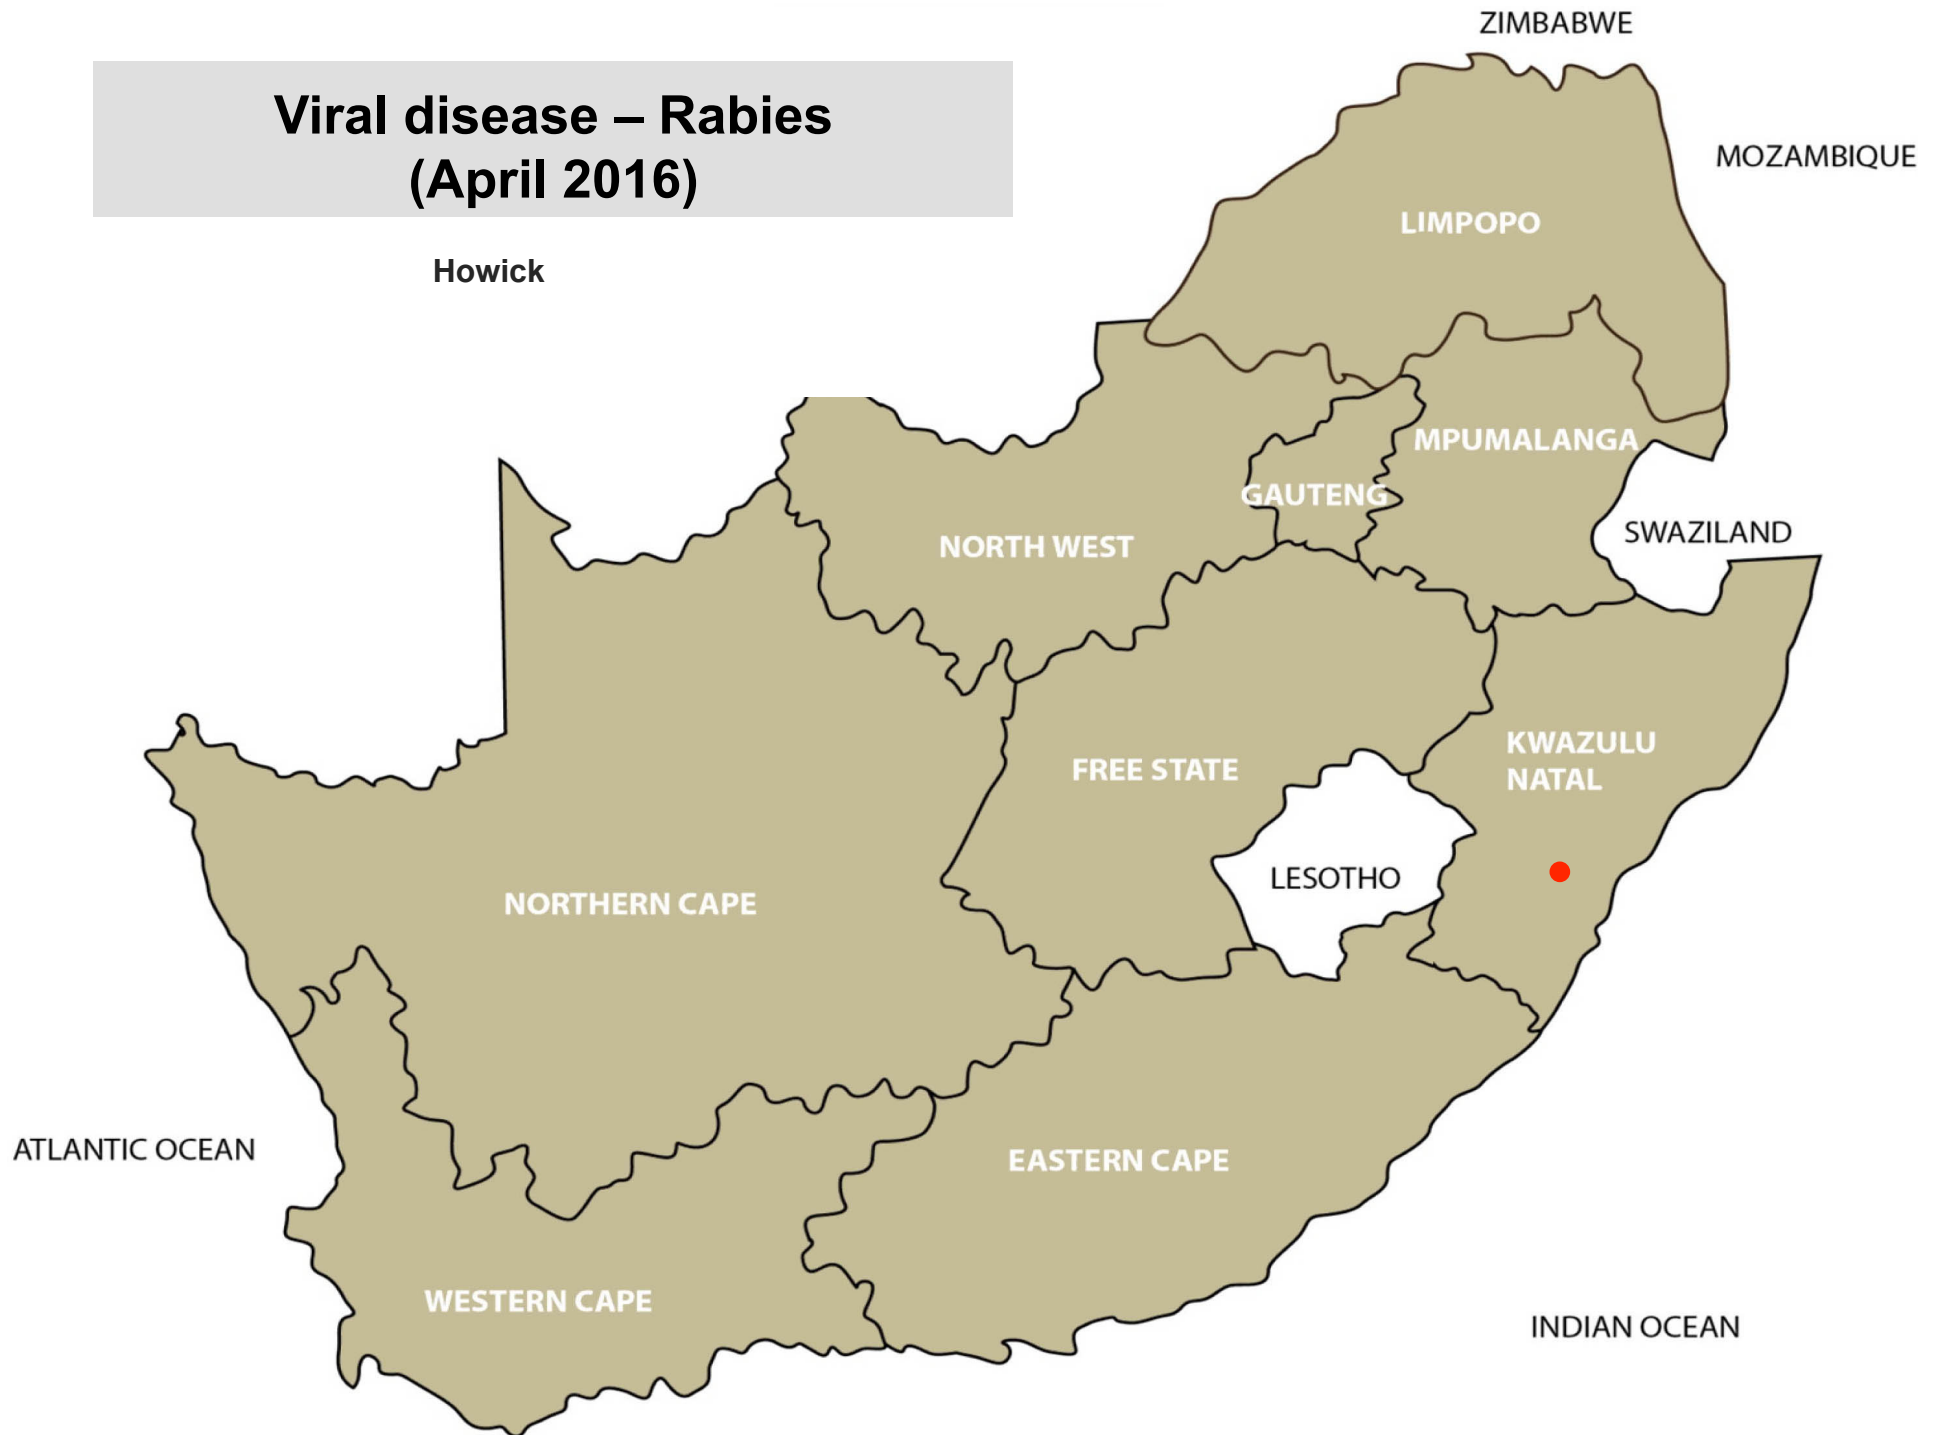 ZIMBABWE
Viral disease – Rabies
(April 2016)
MOZAMBIQUE
LIMPOPO
Howick
MPUMALANGA
GAUTENG
SWAZILAND
NORTH WEST
KWAZULU
NATAL
FREE STATE
LESOTHO
NORTHERN CAPE
ATLANTIC OCEAN
EASTERN CAPE
WESTERN CAPE
INDIAN OCEAN